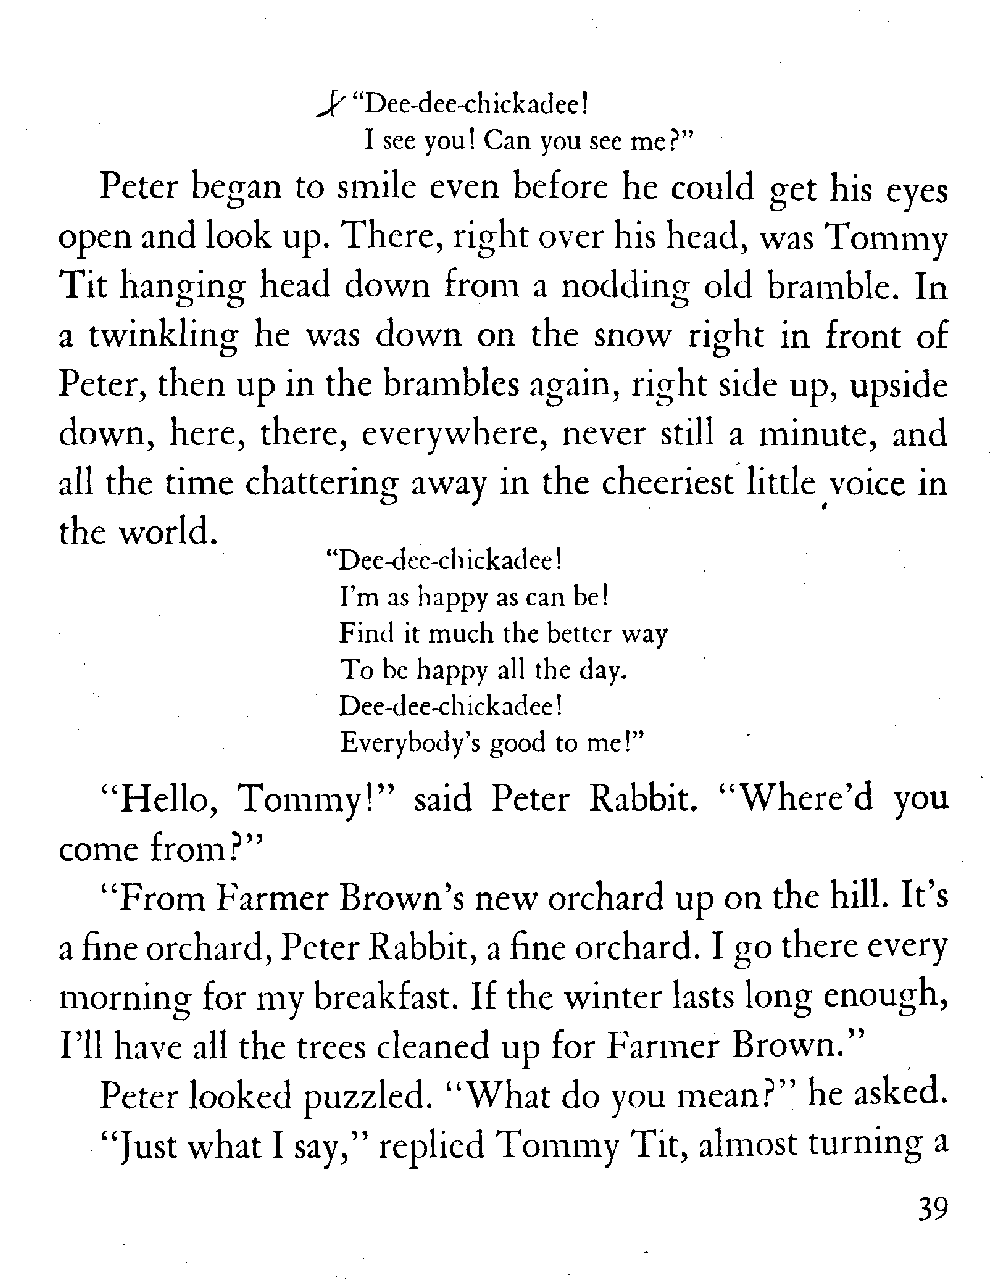 “Dee-dee-chickadee!
I see you! Can you see me?”
Peter began to smile even before he could get his eyes
open and look up. There, right over his head, was Tommy
Tit hanging head down from a nodding old bramble. In
a twinkling he was down on the snow right in front of
Peter, then up in the brambles again, right side up, upside
down, here, there, everywhere, never still a minute, and
all the time chattering away in the cheeriest little voice in
the world.
“Dee-dee-chickadee!
I'm as happy as can be!
Find it much the better way
To be happy all the day.
Dee-dee-chickadee!
Everybody's good to me!”
“Hello, Tommy!” said Peter Rabbit. “Where'd you
come from?”
“From Farmer Brown's new orchard up on the hill. It's
a fine orchard, Peter Rabbit, a fine orchard. I go there every
morning for my breakfast. If the winter lasts long enough,
I'll have all the trees cleaned up for Farmer Brown.”
Peter looked puzzled. “What do you mean?” he asked.
“Just what I say,” replied Tommy Tit, almost turning a
39